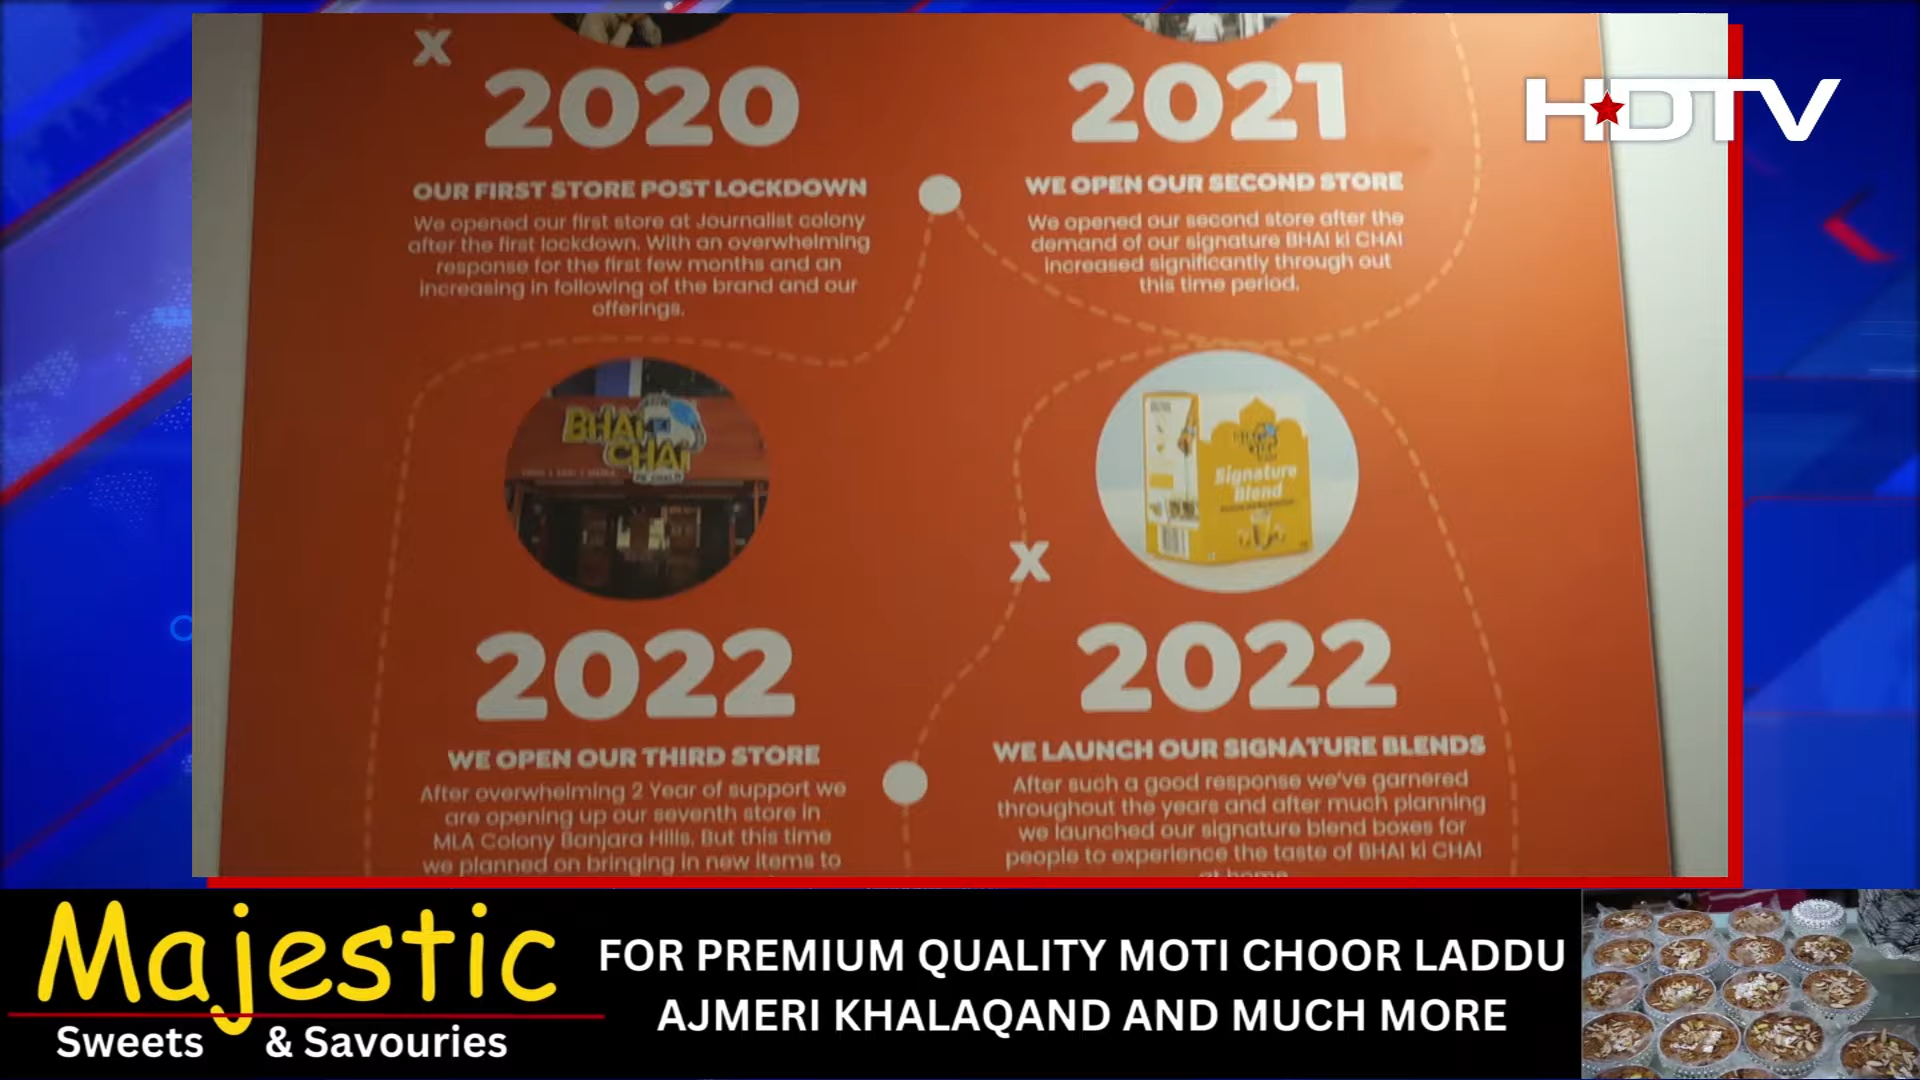 HDTV
X
2020
OUR FIRST STORE POST LOCKDOWN
We opened our first store at Journalist colony
after the first lockdown. With an overwhelming
response for the first few months and an
increasing in following of the brand and our
offerings.
2021
WE OPEN OUR SECOND STORE
We opened our second store after the
demand of our signature BHAI ki CHAI
increased significantly through out
this time period.
BHAI
CHAI
X
Signature
Blend
2022
WE OPEN OUR THIRD STORE
After overwhelming 2 Year of support we
are opening up our seventh store in
MLA Colony Banjara Hills. But this time
we planned on bringing in new items to
2022
WE LAUNCH OUR SIGNATURE BLENDS
After such a good response we've garnered
throughout the years and after much planning
we launched our signature blend boxes for
people to experience the taste of BHAI ki CHAI
at home
Majestic
Sweets & Savouries
FOR PREMIUM QUALITY MOTI CHOOR LADDU
AJMERI KHALAQAND AND MUCH MORE